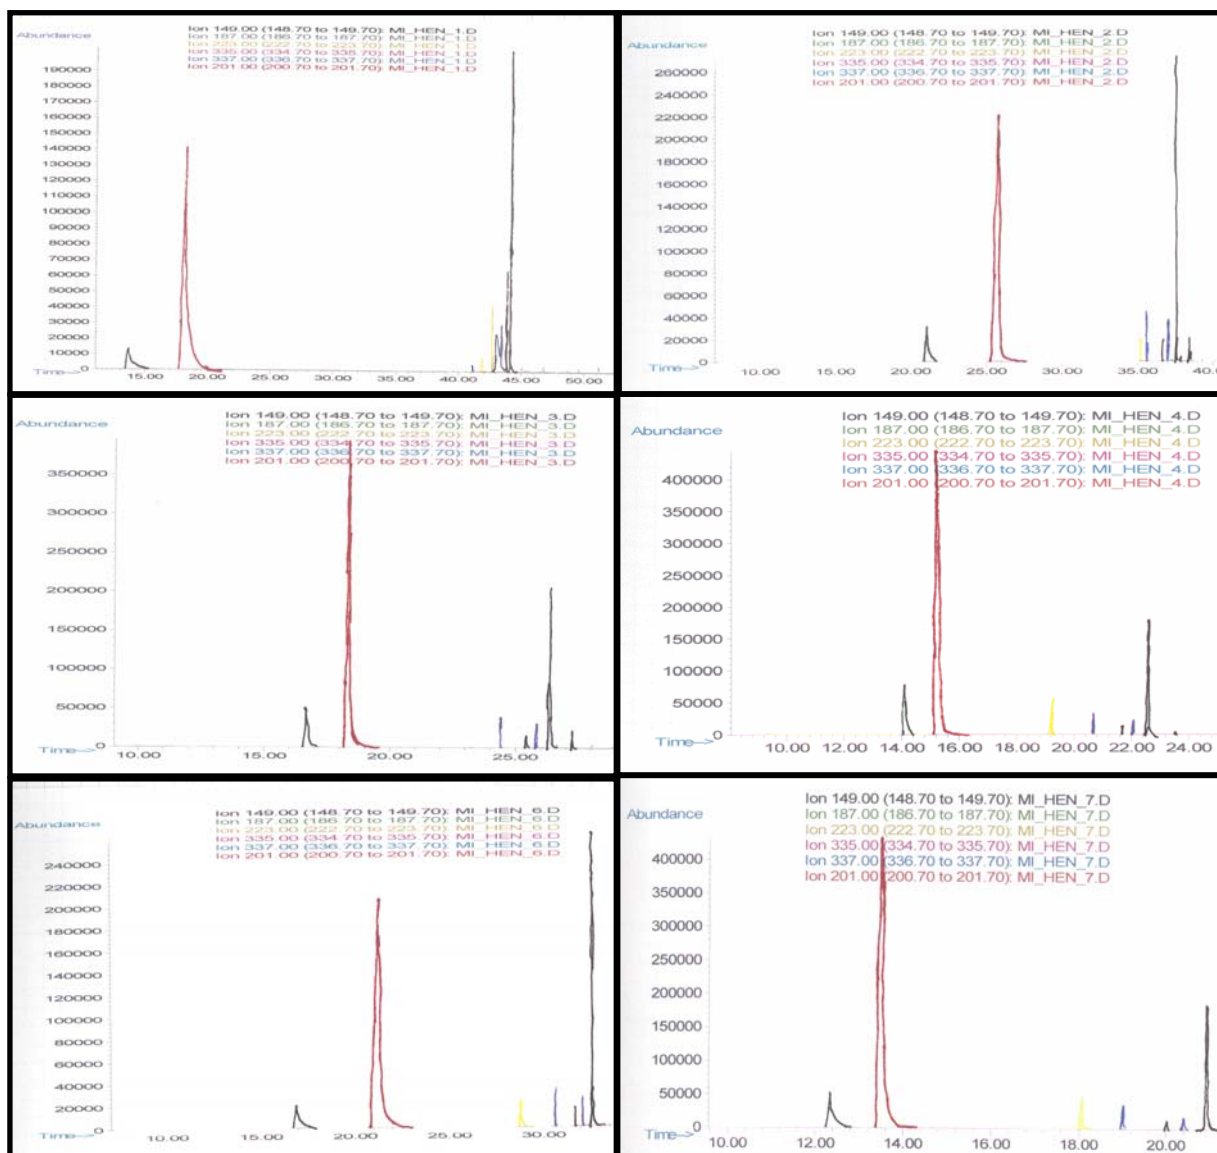 Abundance
Ion 149.00 (148.70 to 149.70): MI_HEN_1.D
Ion 187.00 (186.70 to 187.70): MI_HEN_1.D
Ion 223.00 (222.70 to 223.70): MI_HEN_1.D
Ion 335.00 (334.70 to 335.70): MI_HEN_1.D
Ion 337.00 (336.70 to 337.70): MI_HEN_1.D
Ion 201.00 (200.70 to 201.70): MI_HEN_1.D
190000
180000
170000
160000
150000
140000
130000
120000
110000
100000
90000
80000
70000
60000
50000
40000
30000
20000
10000
0
Time-->
15.00 20.00 25.00 30.00 35.00 40.00 45.00 50.00
Abundance
Ion 149.00 (148.70 to 149.70): MI_HEN_2.D
Ion 187.00 (186.70 to 187.70): MI_HEN_2.D
Ion 223.00 (222.70 to 223.70): MI_HEN_2.D
Ion 335.00 (334.70 to 335.70): MI_HEN_2.D
Ion 337.00 (336.70 to 337.70): MI_HEN_2.D
Ion 201.00 (200.70 to 201.70): MI_HEN_2.D
260000
240000
220000
200000
180000
160000
140000
120000
100000
80000
60000
40000
20000
0
Time-->
10.00 15.00 20.00 25.00 30.00 35.00 40.00
Abundance
Ion 149.00 (148.70 to 149.70): MI_HEN_3.D
Ion 187.00 (186.70 to 187.70): MI_HEN_3.D
Ion 223.00 (222.70 to 223.70): MI_HEN_3.D
Ion 335.00 (334.70 to 335.70): MI_HEN_3.D
Ion 337.00 (336.70 to 337.70): MI_HEN_3.D
Ion 201.00 (200.70 to 201.70): MI_HEN_3.D
350000
300000
250000
200000
150000
100000
50000
0
Time-->
10.00 15.00 20.00 25.00
Abundance
Ion 149.00 (148.70 to 149.70): MI_HEN_4.D
Ion 187.00 (186.70 to 187.70): MI_HEN_4.D
Ion 223.00 (222.70 to 223.70): MI_HEN_4.D
Ion 335.00 (334.70 to 335.70): MI_HEN_4.D
Ion 337.00 (336.70 to 337.70): MI_HEN_4.D
Ion 201.00 (200.70 to 201.70): MI_HEN_4.D
400000
350000
300000
250000
200000
150000
100000
50000
0
Time-->
10.00 12.00 14.00 16.00 18.00 20.00 22.00 24.00
Abundance
Ion 149.00 (148.70 to 149.70): MI_HEN_6.D
Ion 187.00 (186.70 to 187.70): MI_HEN_6.D
Ion 223.00 (222.70 to 223.70): MI_HEN_6.D
Ion 335.00 (334.70 to 335.70): MI_HEN_6.D
Ion 337.00 (336.70 to 337.70): MI_HEN_6.D
Ion 201.00 (200.70 to 201.70): MI_HEN_6.D
240000
220000
200000
180000
160000
140000
120000
100000
80000
60000
40000
20000
0
Time-->
10.00 15.00 20.00 25.00 30.00
Abundance
Ion 149.00 (148.70 to 149.70): MI_HEN_7.D
Ion 187.00 (186.70 to 187.70): MI_HEN_7.D
Ion 223.00 (222.70 to 223.70): MI_HEN_7.D
Ion 335.00 (334.70 to 335.70): MI_HEN_7.D
Ion 337.00 (336.70 to 337.70): MI_HEN_7.D
Ion 201.00 (200.70 to 201.70): MI_HEN_7.D
400000
350000
300000
250000
200000
150000
100000
50000
0
Time-->
10.00 12.00 14.00 16.00 18.00 20.00